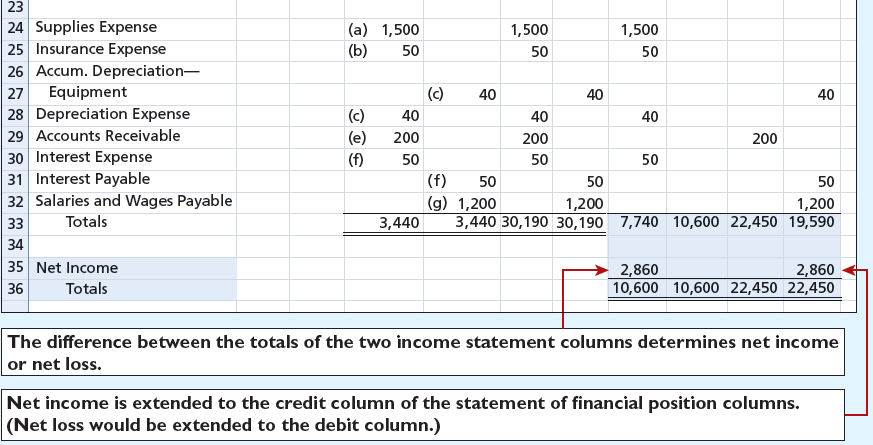 23
24 Supplies Expense (a) 1,500 1,500 1,500
25 Insurance Expense (b) 50 50 50
26 Accum. Depreciation—
27 Equipment (c) 40 40 40
28 Depreciation Expense (c) 40 40 40
29 Accounts Receivable (e) 200 200 200
30 Interest Expense (f) 50 50 50
31 Interest Payable (f) 50 50 50
32 Salaries and Wages Payable (g) 1,200 1,200 1,200
33 Totals 3,440 3,440 30,190 30,190 7,740 10,600 22,450 19,590
34
35 Net Income 2,860 2,860
36 Totals 10,600 10,600 22,450 22,450
The difference between the totals of the two income statement columns determines net income
or net loss.
Net income is extended to the credit column of the statement of financial position columns.
(Net loss would be extended to the debit column.)